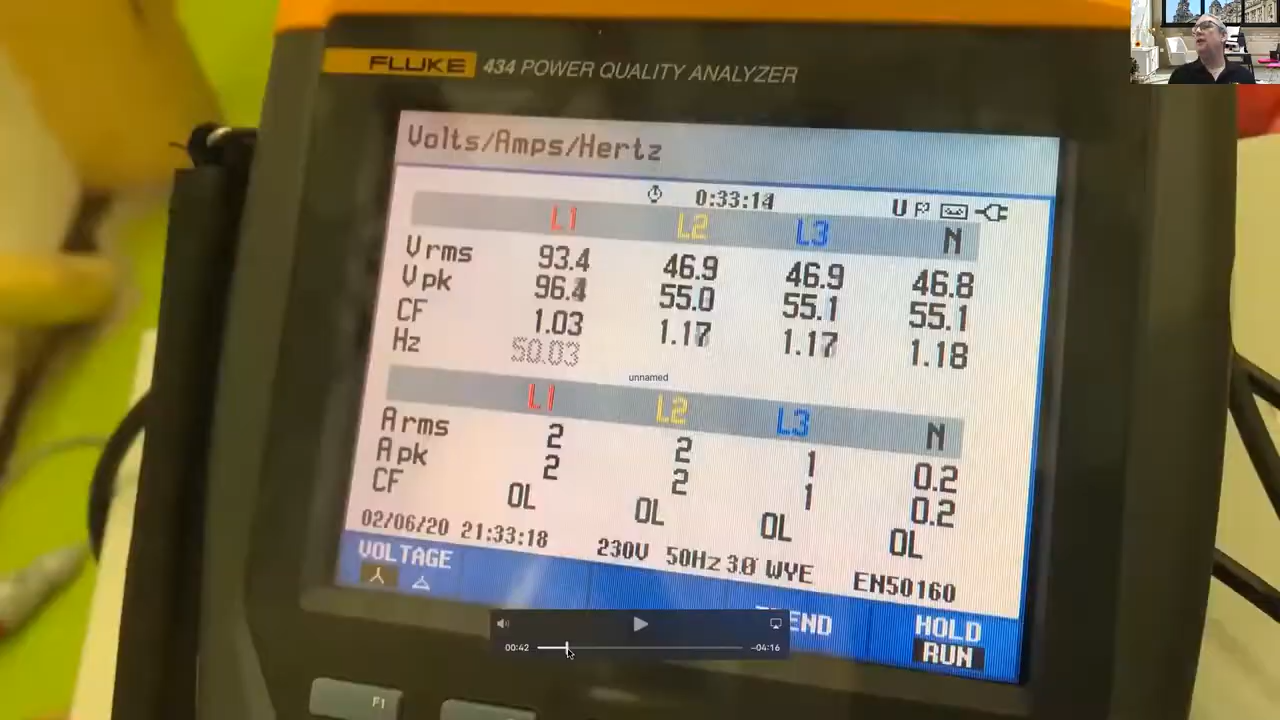 FLUKE 434 POWER QUALITY ANALYZER
Volts/Amps/Hertz
0:33:14
L1 L2 L3 N
Vrms 93.4 46.9 46.9 46.8
Vpk 96.4 55.0 55.1 55.1
CF 1.03 1.17 1.17 1.18
Hz 50.03
unnamed
L1 L2 L3 N
Arms 2 2 1 0.2
Apk 2 2 1 0.2
CF OL OL OL OL
02/06/20 21:33:18 230V 50Hz 3Ø WYE EN50160
VOLTAGE
HOLD
RUN
00:42 -04:16
F1